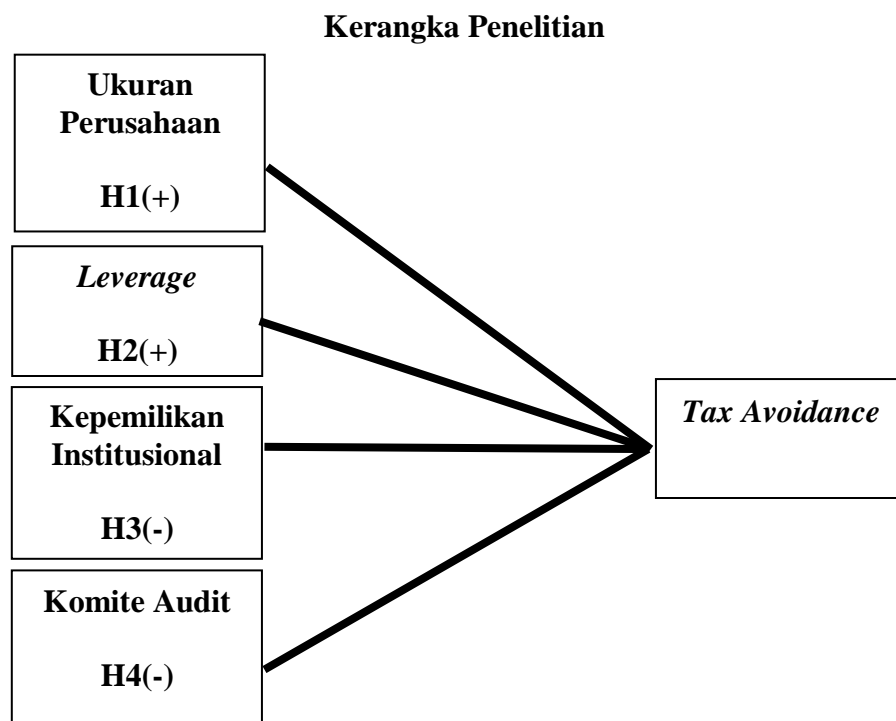 Kerangka Penelitian
Ukuran
Perusahaan
H1(+)
Leverage
H2(+)
Kepemilikan
Institusional
H3(-)
Komite Audit
H4(-)
Tax Avoidance